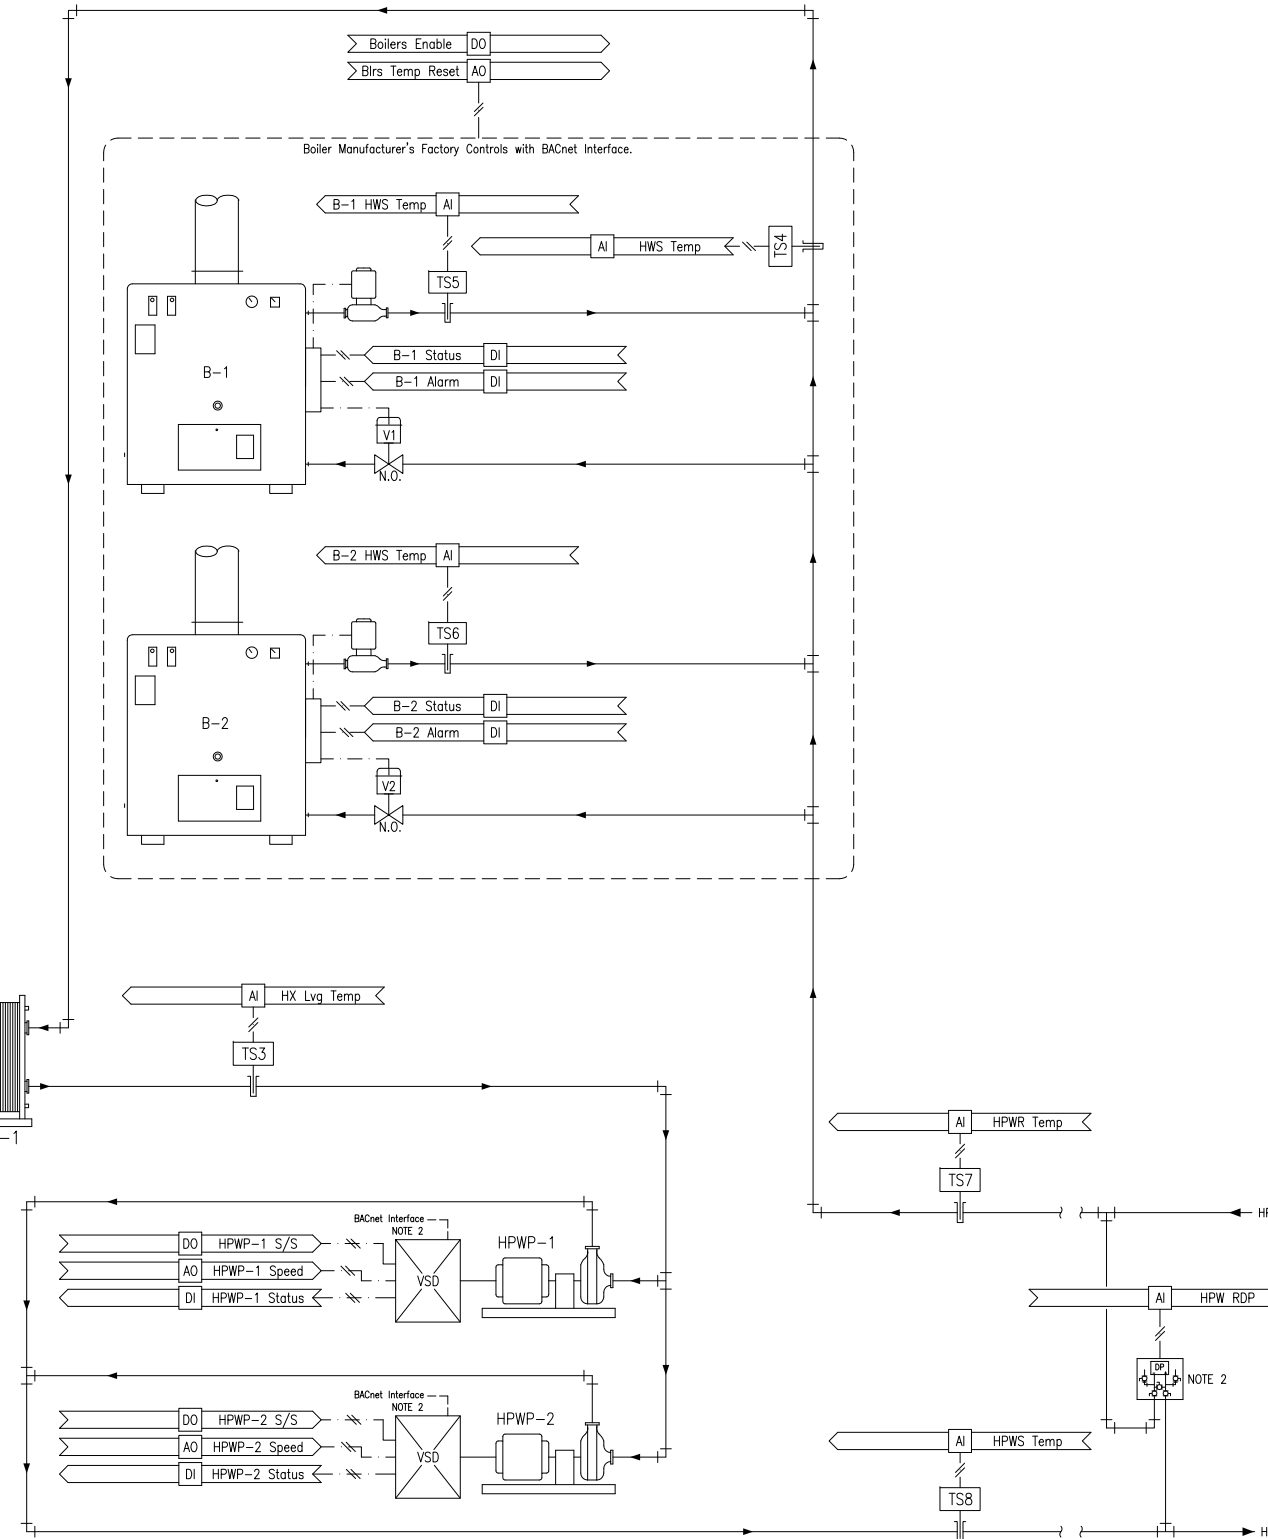 Boilers Enable DO
Blrs Temp Reset AO
Boiler Manufacturer's Factory Controls with BACnet Interface.
B-1 HWS Temp AI
AI HWS Temp
TS4
TS5
B-1 Status DI
B-1 Alarm DI
B-1
V1
N.O.
B-2 HWS Temp AI
TS6
B-2 Status DI
B-2 Alarm DI
B-2
V2
N.O.
AI HX Lvg Temp
TS3
-1
AI HPWR Temp
TS7
HP
BACnet Interface
NOTE 2
DO HPWP-1 S/S
AO HPWP-1 Speed
DI HPWP-1 Status
VSD
HPWP-1
AI HPW RDP
DP
NOTE 2
BACnet Interface
NOTE 2
DO HPWP-2 S/S
AO HPWP-2 Speed
DI HPWP-2 Status
VSD
HPWP-2
AI HPWS Temp
TS8
H